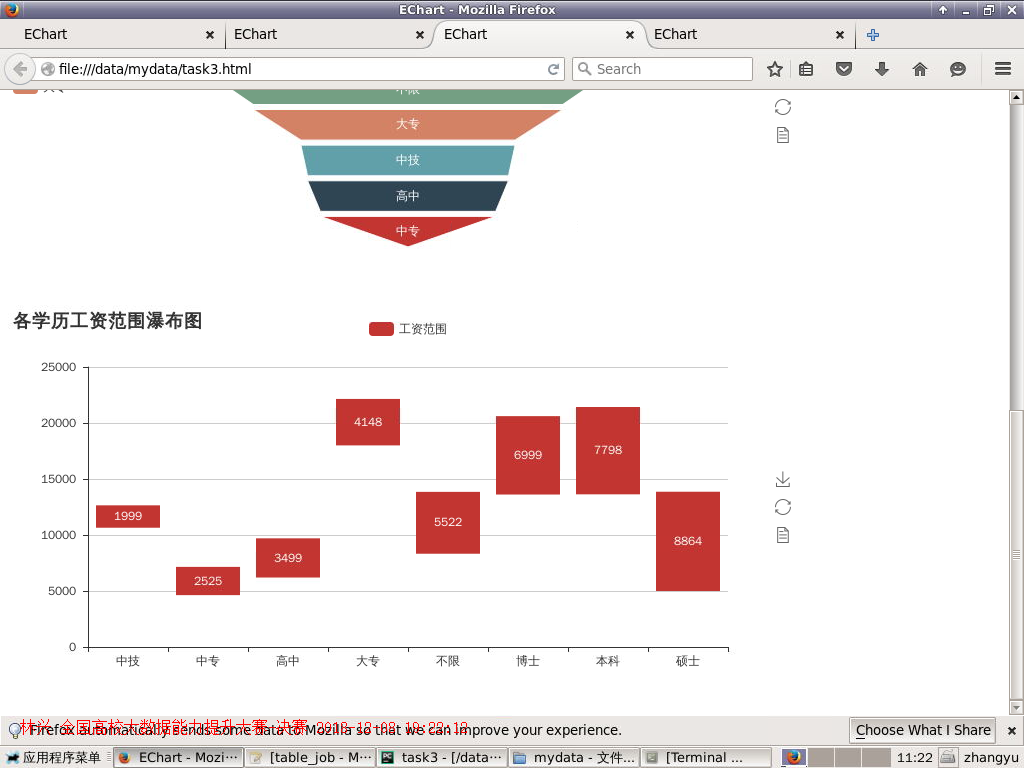 EChart - Mozilla Firefox
EChart
EChart
EChart
EChart
file:///data/mydata/task3.html
Search
大专
不限
大专
中技
高中
中专
各学历工资范围瀑布图
工资范围
25000
20000
15000
10000
5000
0
1999
2525
3499
4148
5522
6999
7798
8864
中技
中专
高中
大专
不限
博士
本科
硕士
Firefox automatically sends some data to Mozilla so that we can improve your experience.
Choose What I Share
应用程序菜单
EChart - Mozi...
[table_job - M...
task3 - [/data...
mydata - 文件...
[Terminal ...
11:22
zhangyu